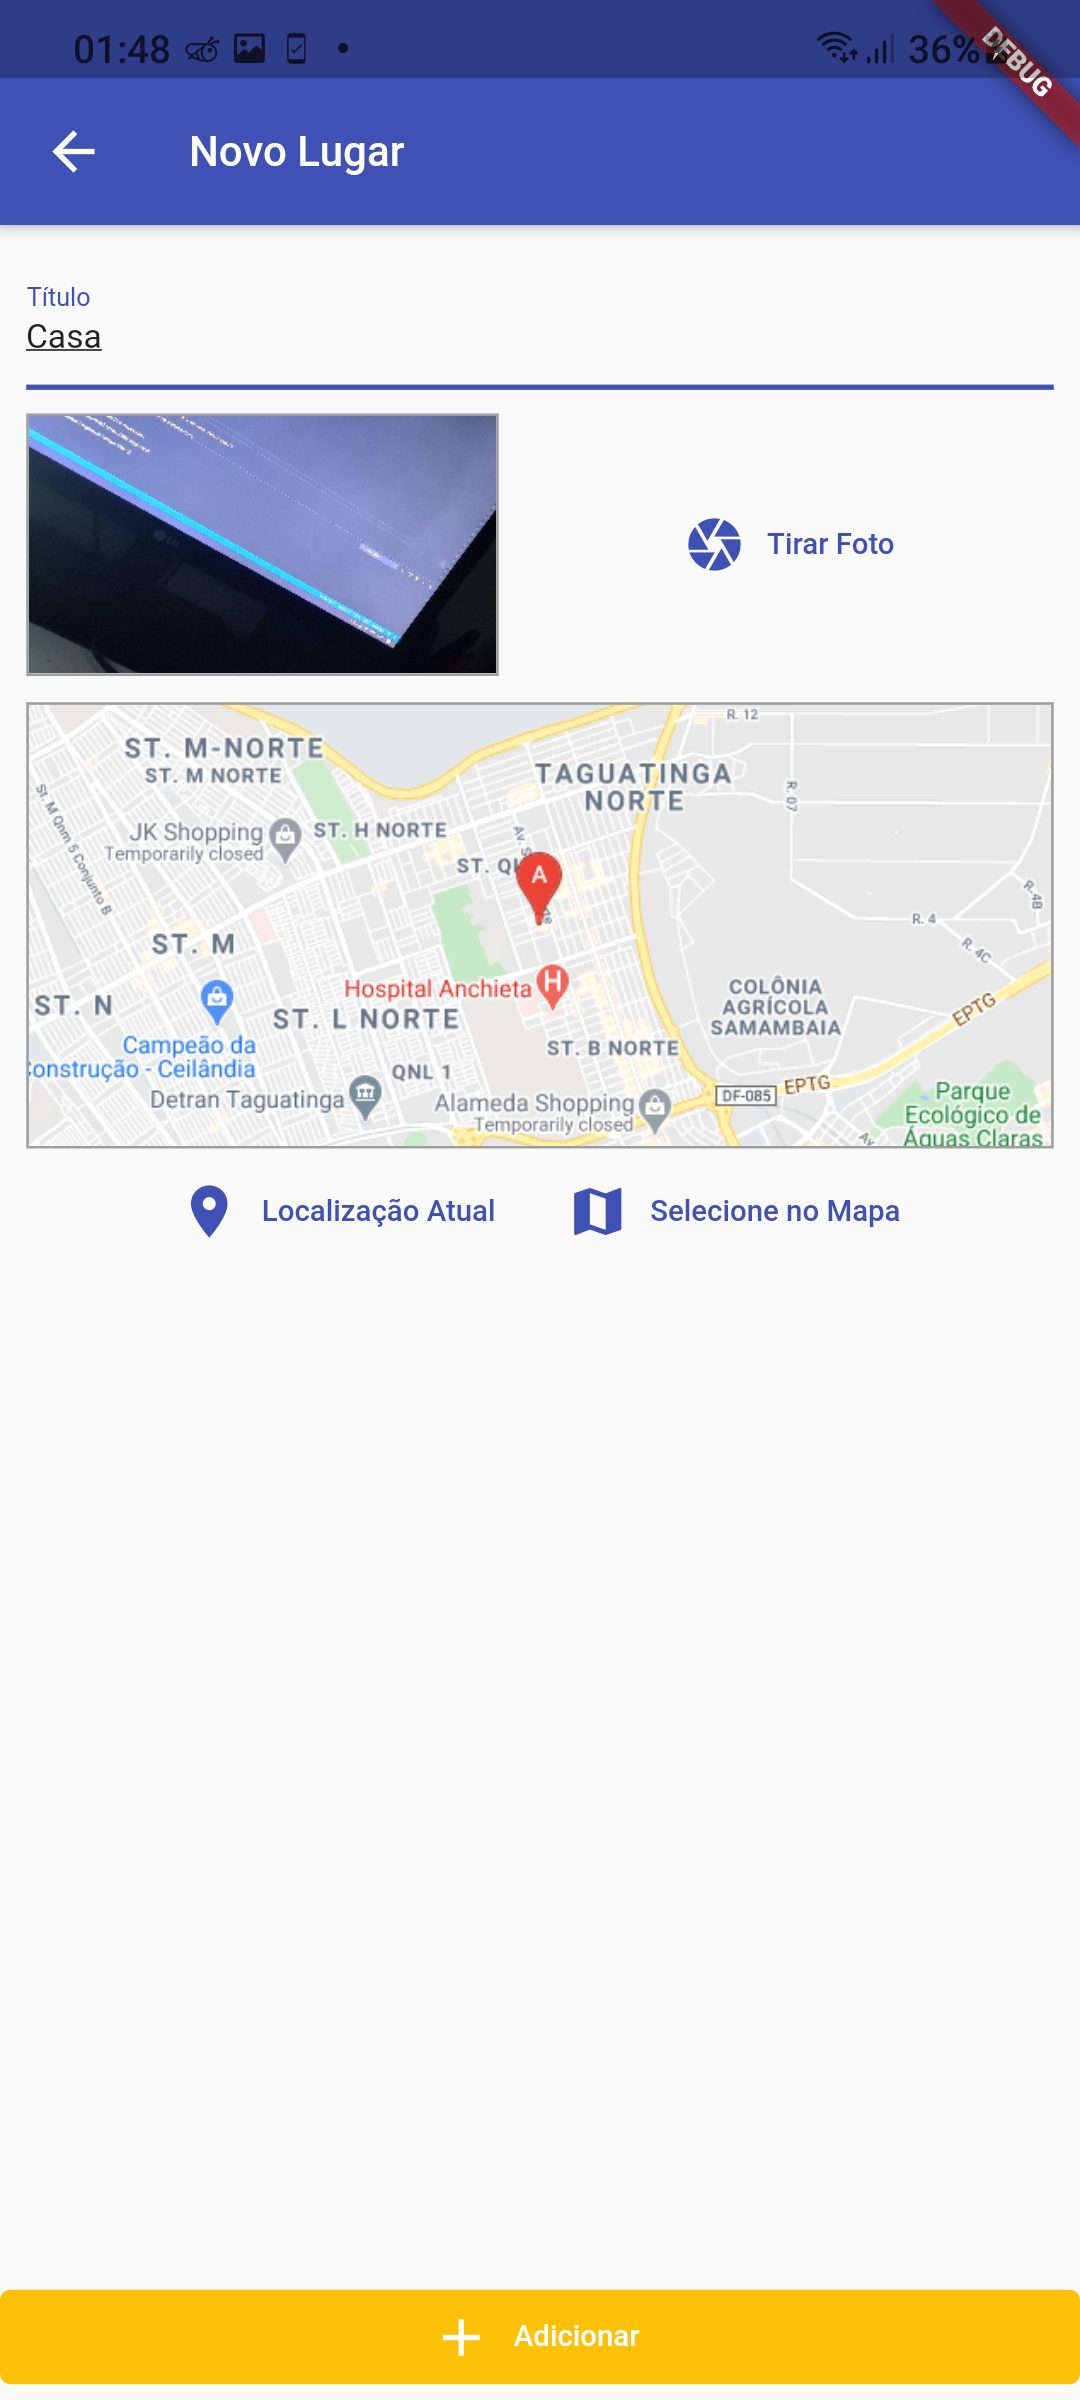 01:48
36%
DEBUG
Novo Lugar
Título
Casa
LG
Tirar Foto
R. 12
ST. M-NORTE
ST. M NORTE
TAGUATINGA
NORTE
R. 07
St. M Qnm 5 Conjunto B
JK Shopping
Temporarily closed
ST. H NORTE
ST. QI
A
R. 4B
R. 4
R. 4C
ST. M
Hospital Anchieta
H
COLÔNIA
AGRÍCOLA
SAMAMBAIA
ST. N
ST. L NORTE
EPTG
Campeão da
Construção - Ceilândia
ST. B NORTE
QNL 1
EPTG
DF-085
Detran Taguatinga
Alameda Shopping
Temporarily closed
Parque
Ecológico de
Águas Claras
Av
Localização Atual
Selecione no Mapa
Adicionar